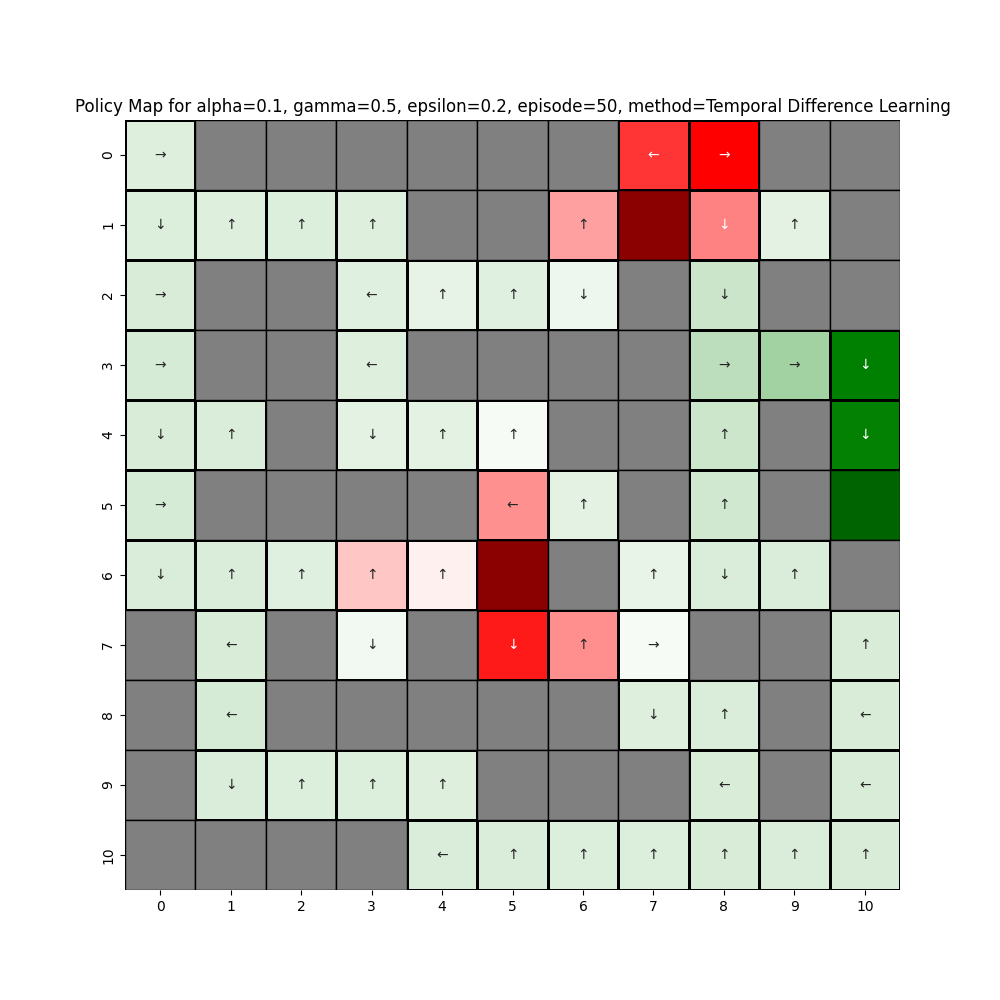 Policy Map for alpha=0.1, gamma=0.5, epsilon=0.2, episode=50, method=Temporal Difference Learning
0 → ← →
1 ↓ ↑ ↑ ↑ ↑ ↓ ↑
2 → ← ↑ ↑ ↓ ↓
3 → ← → → ↓
4 ↓ ↑ ↓ ↑ ↑ ↑ ↓
5 → ← ↑ ↑
6 ↓ ↑ ↑ ↑ ↑ ↑ ↓ ↑
7 ← ↓ ↓ ↑ → ↑
8 ← ↓ ↑ ←
9 ↓ ↑ ↑ ↑ ← ←
10 ← ↑ ↑ ↑ ↑ ↑ ↑
0 1 2 3 4 5 6 7 8 9 10